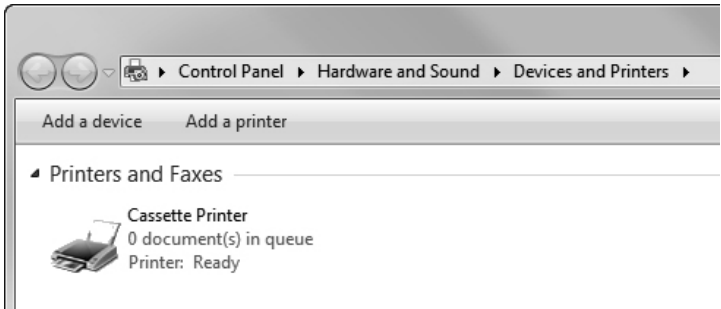 Control Panel Hardware and Sound Devices and Printers
Add a device Add a printer
Printers and Faxes
Cassette Printer
0 document(s) in queue
Printer: Ready